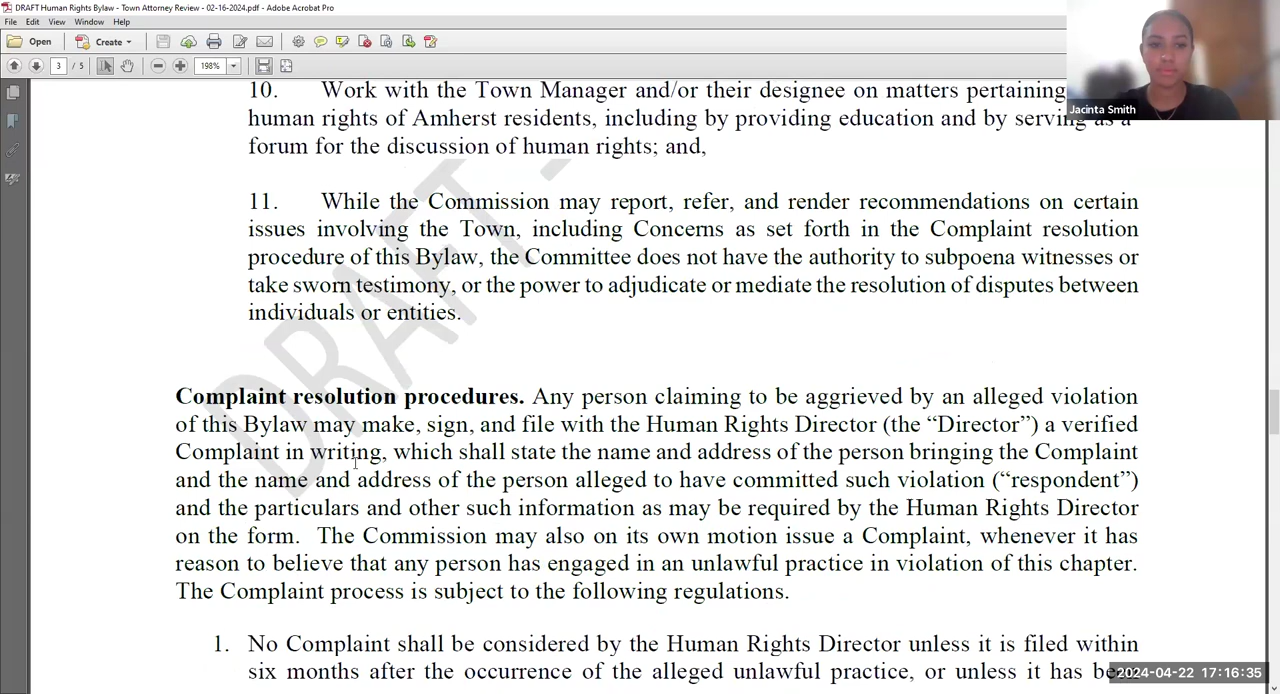 DRAFT Human Rights Bylaw - Town Attorney Review - 02-16-2024.pdf - Adobe Acrobat Pro
File Edit View Window Help
Open Create
3 / 5 198%
Jacinta Smith
10. Work with the Town Manager and/or their designee on matters pertaining
human rights of Amherst residents, including by providing education and by serving as a
forum for the discussion of human rights; and,
11. While the Commission may report, refer, and render recommendations on certain
issues involving the Town, including Concerns as set forth in the Complaint resolution
procedure of this Bylaw, the Committee does not have the authority to subpoena witnesses or
take sworn testimony, or the power to adjudicate or mediate the resolution of disputes between
individuals or entities.
DRAFT -
Complaint resolution procedures. Any person claiming to be aggrieved by an alleged violation
of this Bylaw may make, sign, and file with the Human Rights Director (the “Director”) a verified
Complaint in writing, which shall state the name and address of the person bringing the Complaint
and the name and address of the person alleged to have committed such violation (“respondent”)
and the particulars and other such information as may be required by the Human Rights Director
on the form. The Commission may also on its own motion issue a Complaint, whenever it has
reason to believe that any person has engaged in an unlawful practice in violation of this chapter.
The Complaint process is subject to the following regulations.
1. No Complaint shall be considered by the Human Rights Director unless it is filed within
six months after the occurrence of the alleged unlawful practice, or unless it has
2024-04-22 17:16:35